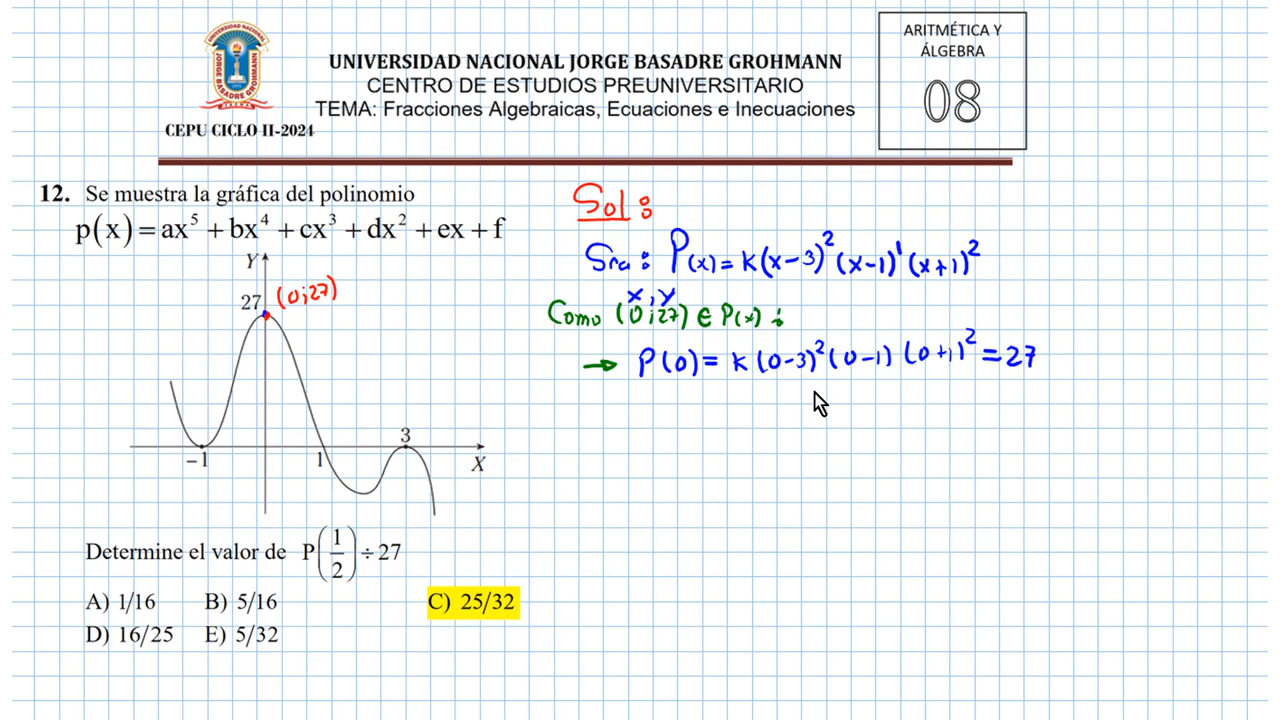 UNIVERSIDAD NACIONAL JORGE BASADRE GROHMANN
CENTRO DE ESTUDIOS PREUNIVERSITARIO
TEMA: Fracciones Algebraicas, Ecuaciones e Inecuaciones
CEPU CICLO II-2024
ARITMÉTICA Y
ÁLGEBRA
08
12. Se muestra la gráfica del polinomio
p(x) = ax⁵ + bx⁴ + cx³ + dx² + ex + f
Y
27 (0;27)
-1 1 3
X
Determine el valor de P(1/2) ÷ 27
A) 1/16 B) 5/16 C) 25/32
D) 16/25 E) 5/32
Sol:
Sea: P(x) = K(x-3)² (x-1)¹ (x+1)²
x, y
Como (0;27) ∈ P(x) :
→ P(0) = K (0-3)² (0-1) (0+1)² = 27